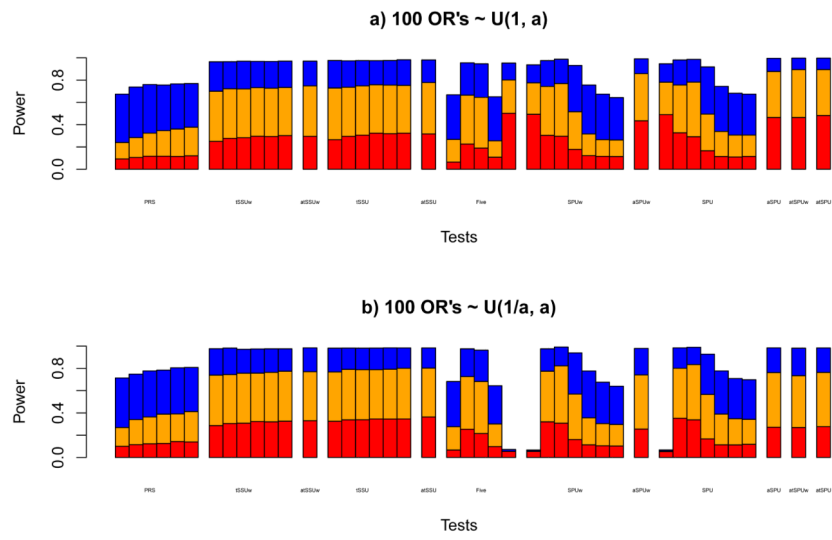 a) 100 OR's ~ U(1, a)
Power
0.8
0.4
0.0
PRS tSSUw atSSUw tSSU atSSU Five SPUw aSPUw SPU aSPU atSPUw atSPU
Tests
b) 100 OR's ~ U(1/a, a)
Power
0.8
0.4
0.0
PRS tSSUw atSSUw tSSU atSSU Five SPUw aSPUw SPU aSPU atSPUw atSPU
Tests